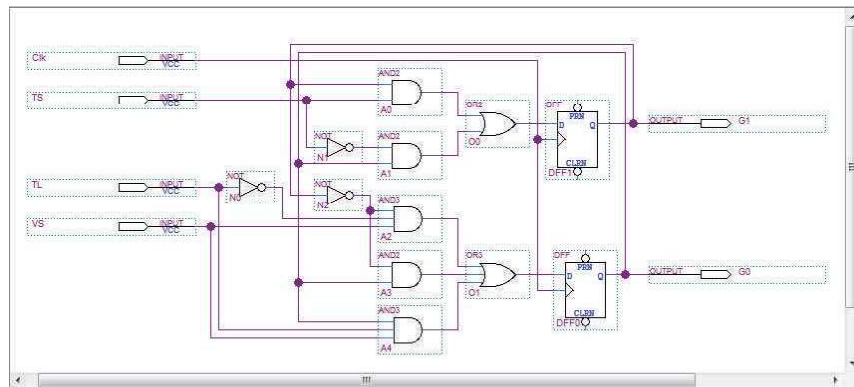 Clk
INPUT
VCC
TS
INPUT
VCC
TL
INPUT
VCC
VS
INPUT
VCC
AND2
A0
OR2
O0
DFF
PRN
D
Q
CLRN
DFF1
OUTPUT
G1
NOT
N1
AND2
A1
NOT
N0
NOT
N2
AND3
A2
AND2
A3
OR3
O1
DFF
PRN
D
Q
CLRN
DFF0
OUTPUT
G0
AND3
A4